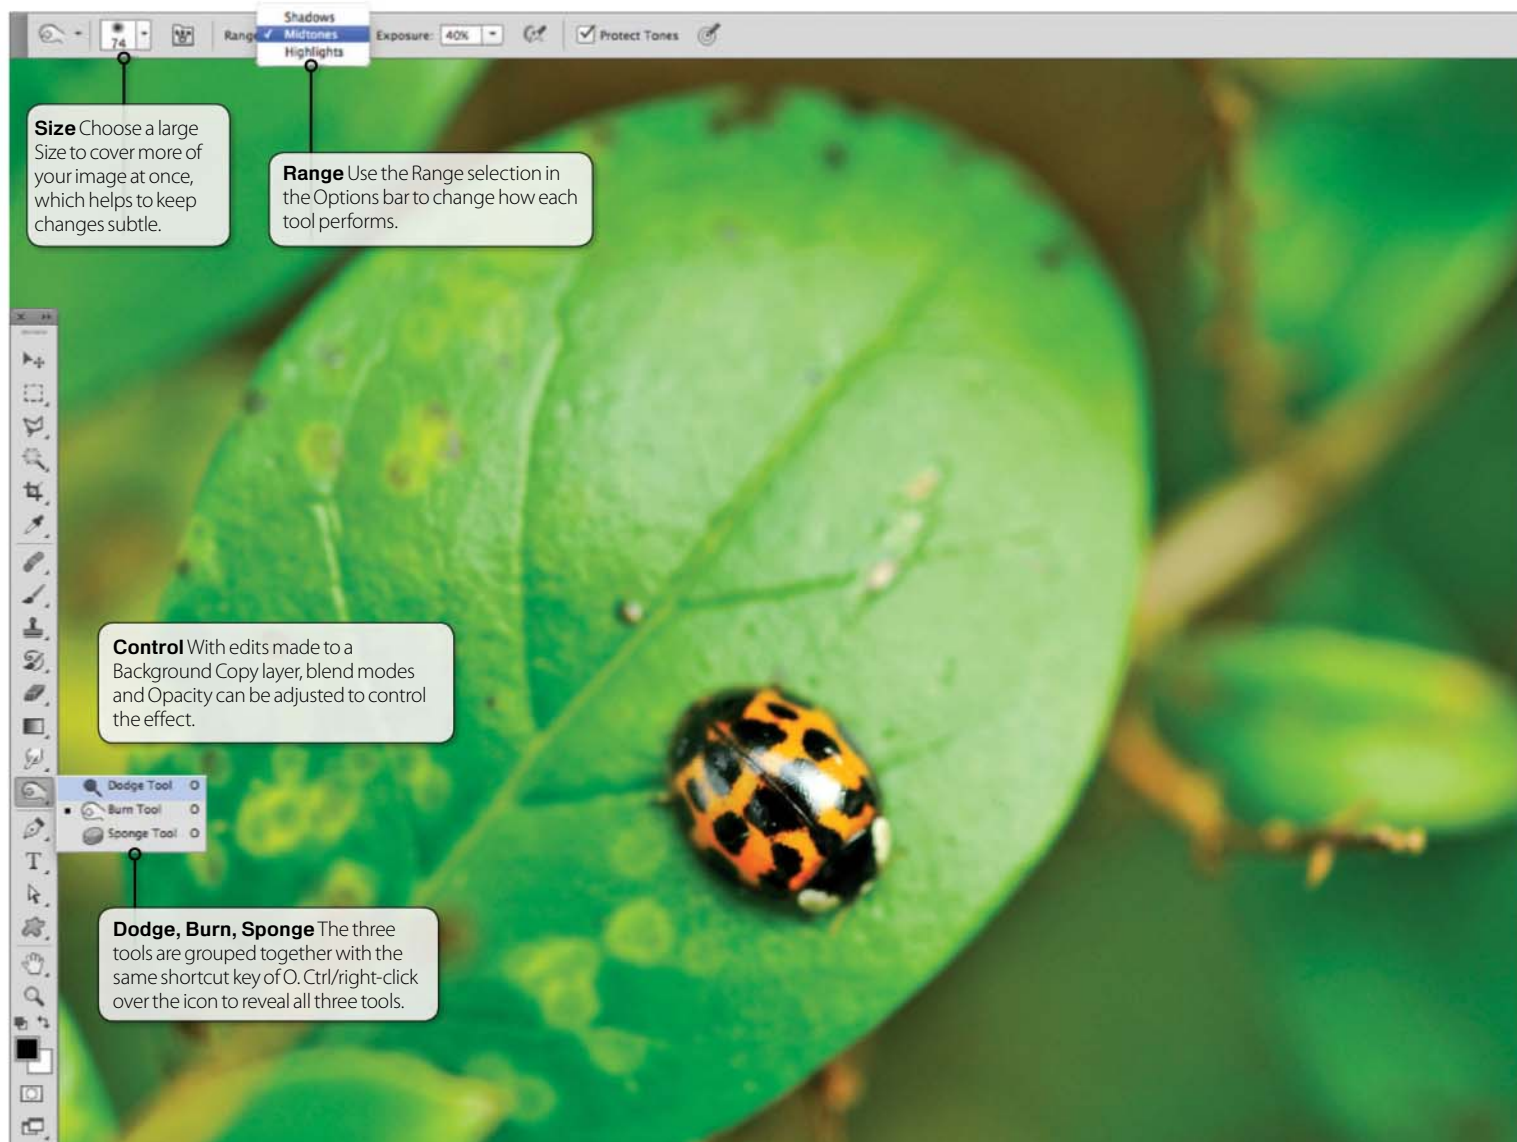 Shadows
74 Range: ✓ Midtones Exposure: 40% Protect Tones
Highlights
Size Choose a large
Size to cover more of
your image at once,
which helps to keep
changes subtle.
Range Use the Range selection in
the Options bar to change how each
tool performs.
Control With edits made to a
Background Copy layer, blend modes
and Opacity can be adjusted to control
the effect.
Dodge Tool O
Burn Tool O
Sponge Tool O
T
Dodge, Burn, Sponge The three
tools are grouped together with the
same shortcut key of O. Ctrl/right-click
over the icon to reveal all three tools.